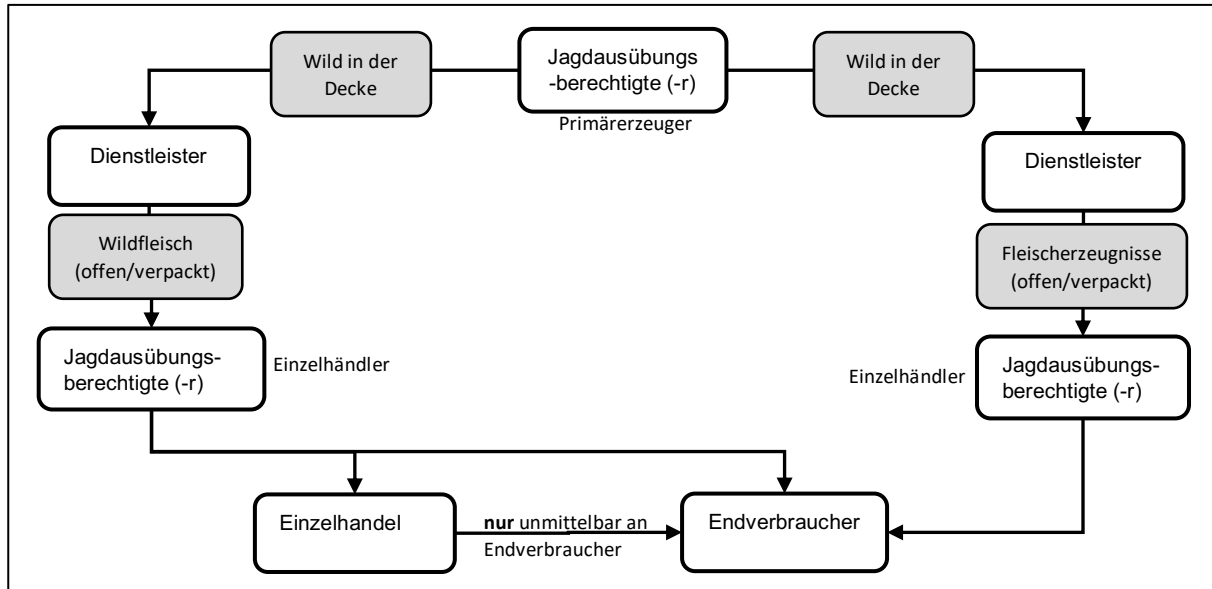 Wild in der
Decke
Jagdausübungs
-berechtigte (-r)
Primärerzeuger
Wild in der
Decke
Dienstleister
Dienstleister
Wildfleisch
(offen/verpackt)
Fleischerzeugnisse
(offen/verpackt)
Jagdausübungs-
berechtigte (-r)
Einzelhändler
Einzelhändler
Jagdausübungs-
berechtigte (-r)
Einzelhandel
nur unmittelbar an
Endverbraucher
Endverbraucher